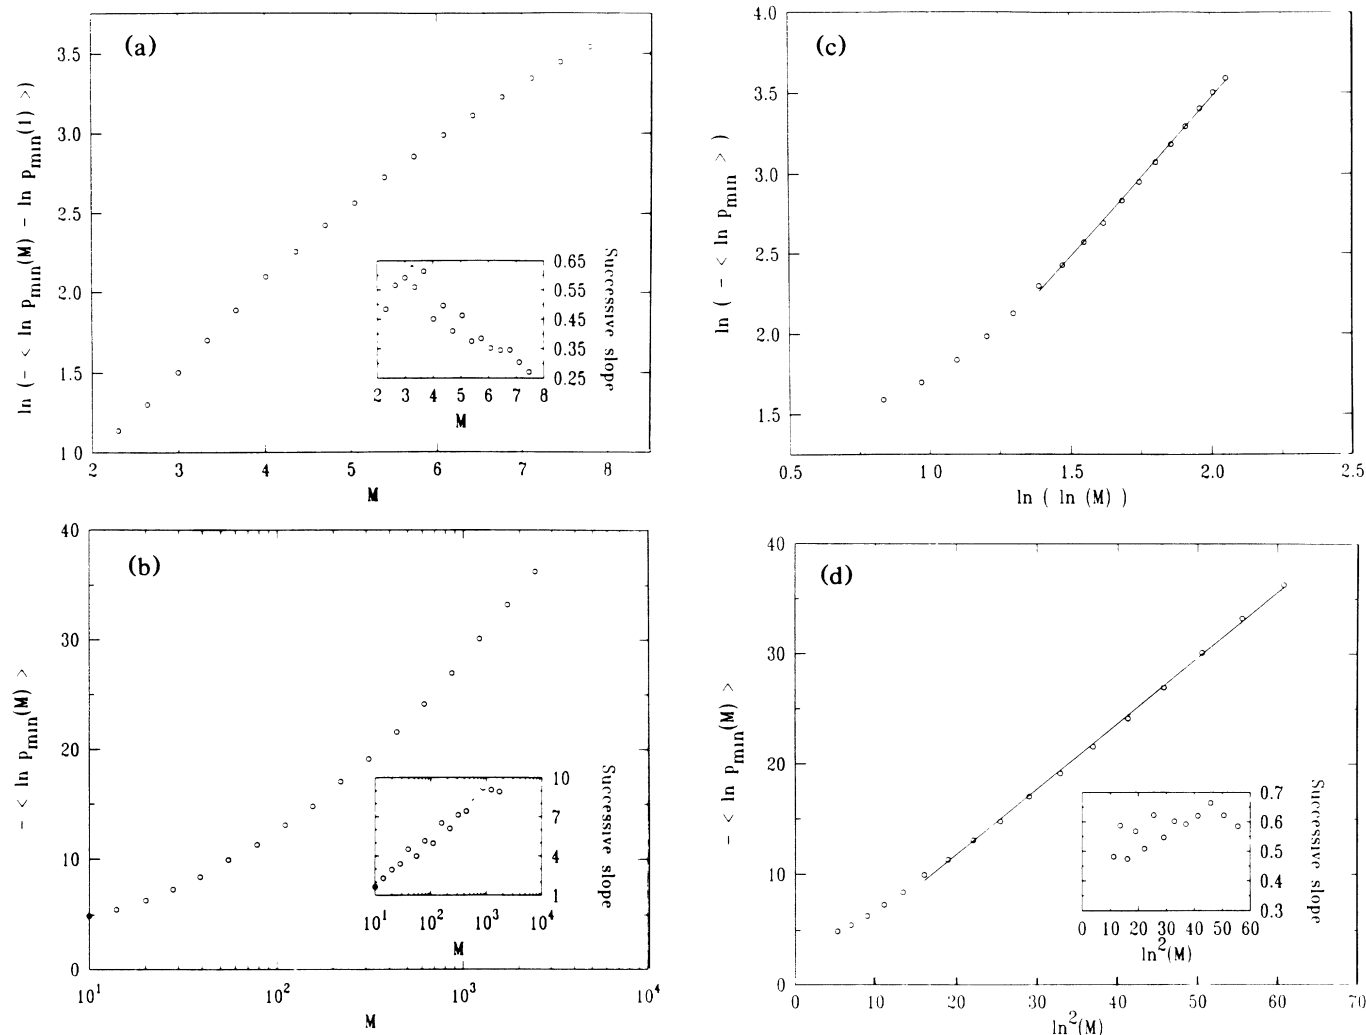 (a)
ln (- < ln p_min(M) - ln p_min(1) >)
3.5
3.0
2.5
2.0
1.5
1.0
2
3
4
5
6
7
8
M
0.65
0.55
0.45
0.35
0.25
Successive slope
2 3 4 5 6 7 8
M
(c)
ln ( - < ln p_min > )
4.0
3.5
3.0
2.5
2.0
1.5
0.5
1 0
1.5
2.0
2.5
ln ( ln (M) )
(b)
- < ln p_min(M) >
40
30
20
10
0
10^1
10^2
10^3
10^4
M
10
7
4
1
Successive slope
10^1 10^2 10^3 10^4
M
(d)
- < ln p_min(M) >
40
30
20
10
0
0
10
20
30
40
50
60
70
ln^2(M)
0.7
0.6
0.5
0.4
0.3
Successive slope
0 10 20 30 40 50 60
ln^2(M)